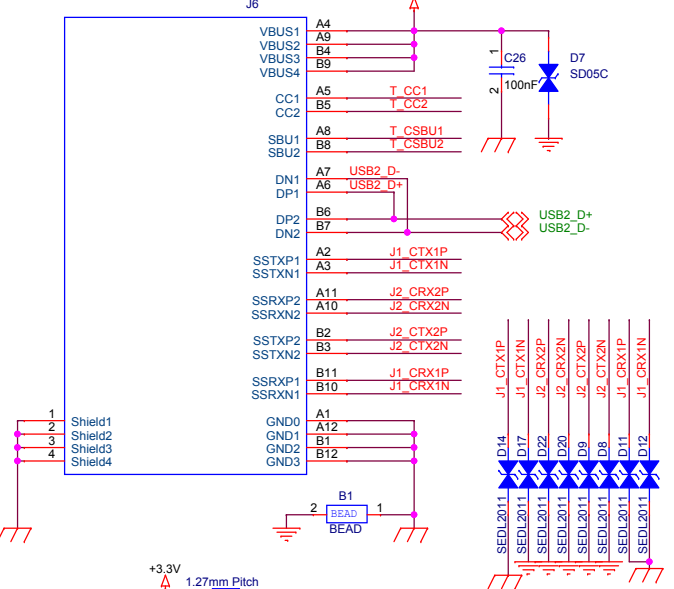 J6
VBUS1 A4
VBUS2 A9
VBUS3 B4
VBUS4 B9
CC1 A5 T_CC1
CC2 B5 T_CC2
SBU1 A8 T_CSBU1
SBU2 B8 T_CSBU2
DN1 A7 USB2_D-
DP1 A6 USB2_D+
DP2 B6 USB2_D+
DN2 B7 USB2_D-
SSTXP1 A2 J1_CTX1P
SSTXN1 A3 J1_CTX1N
SSRXP2 A11 J2_CRX2P
SSRXN2 A10 J2_CRX2N
SSTXP2 B2 J2_CTX2P
SSTXN2 B3 J2_CTX2N
SSRXP1 B11 J1_CRX1P
SSRXN1 B10 J1_CRX1N
1 Shield1 GND0 A1
2 Shield2 GND1 A12
3 Shield3 GND2 B1
4 Shield4 GND3 B12
1 C26 2 100nF
D7 SD05C
B1
2 BEAD 1
BEAD
J1_CTX1P D14 SEDL2011
J1_CTX1N D17 SEDL2011
J2_CRX2P D22 SEDL2011
J2_CRX2N D20 SEDL2011
J2_CTX2P D9 SEDL2011
J2_CTX2N D8 SEDL2011
J1_CRX1P D11 SEDL2011
J1_CRX1N D12 SEDL2011
+3.3V
1.27mm Pitch